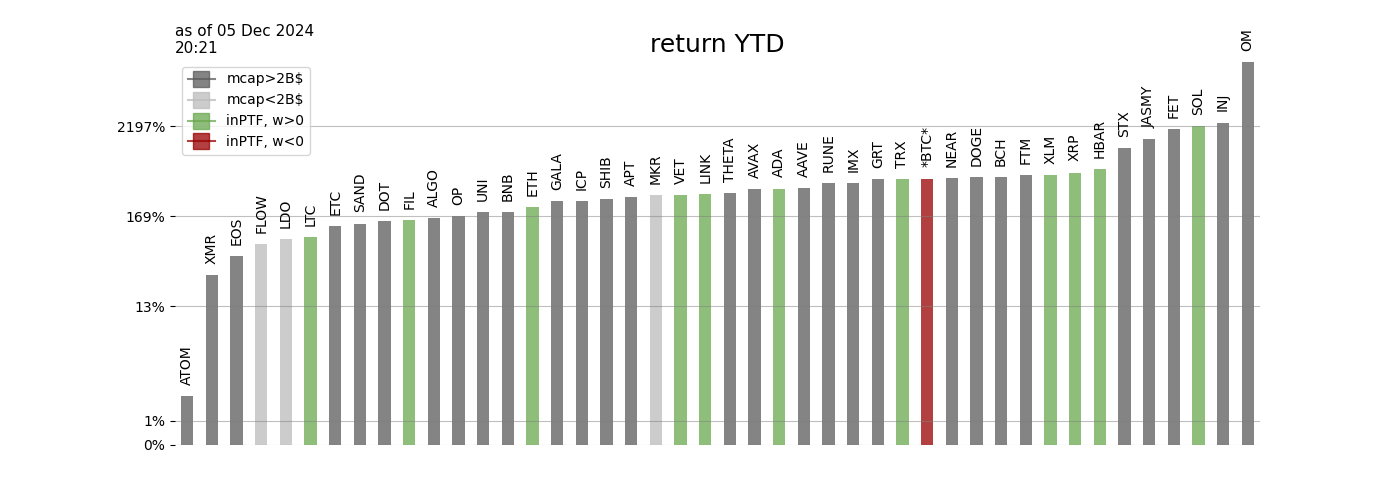 as of 05 Dec 2024
20:21
return YTD
mcap>2B$
mcap<2B$
inPTF, w>0
inPTF, w<0
2197%
169%
13%
1%
0%
ATOM
XMR
EOS
FLOW
LDO
LTC
ETC
SAND
DOT
FIL
ALGO
OP
UNI
BNB
ETH
GALA
ICP
SHIB
APT
MKR
VET
LINK
THETA
AVAX
ADA
AAVE
RUNE
IMX
GRT
TRX
*BTC*
NEAR
DOGE
BCH
FTM
XLM
XRP
HBAR
STX
JASMY
FET
SOL
INJ
OM